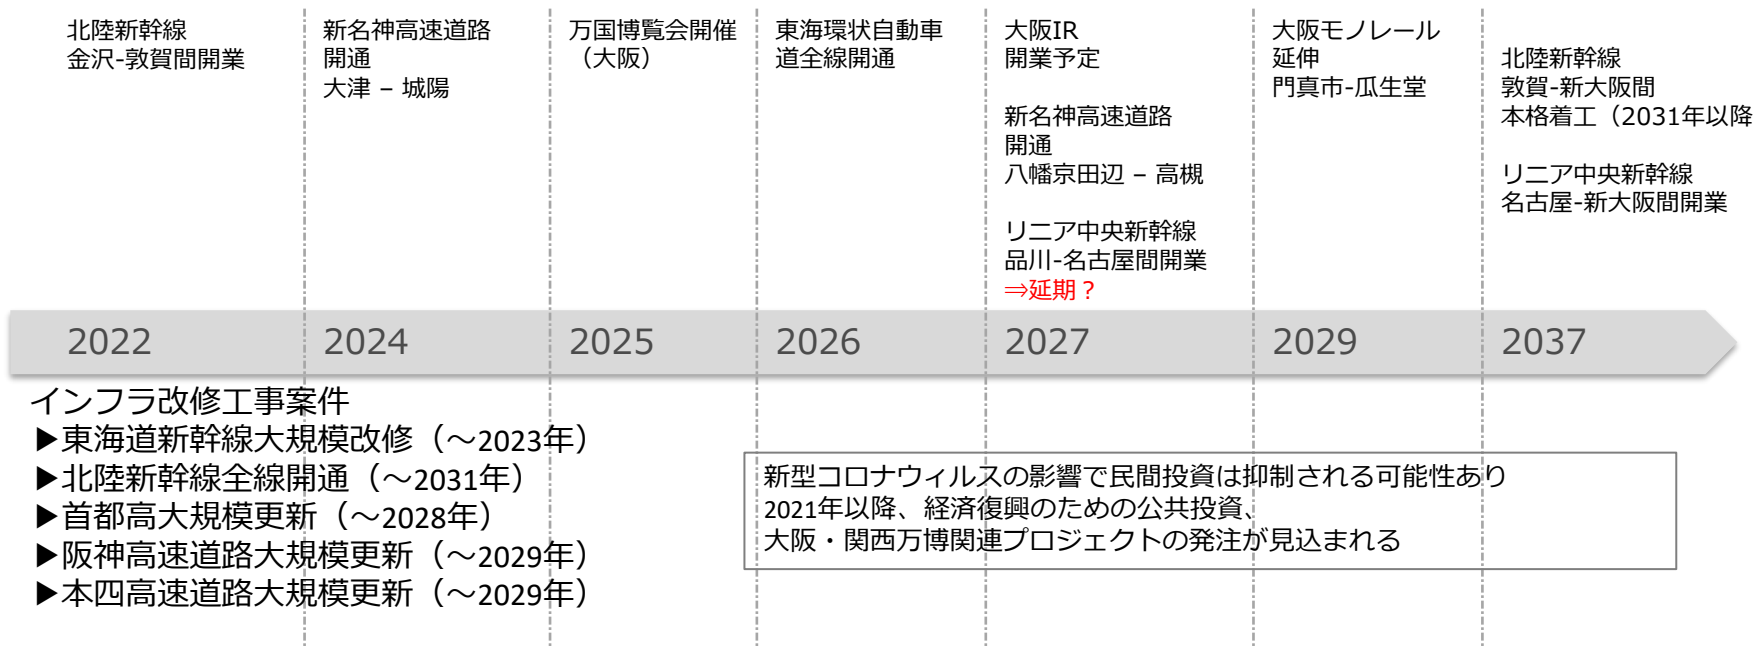 北陸新幹線
金沢-敦賀間開業
新名神高速道路
開通
大津 – 城陽
万国博覧会開催
（大阪）
東海環状自動車
道全線開通
大阪IR
開業予定
新名神高速道路
開通
八幡京田辺 – 高槻
リニア中央新幹線
品川-名古屋間開業
⇒延期？
大阪モノレール
延伸
門真市-瓜生堂
北陸新幹線
敦賀-新大阪間
本格着工（2031年以降
リニア中央新幹線
名古屋-新大阪間開業
2022
2024
2025
2026
2027
2029
2037
インフラ改修工事案件
▶東海道新幹線大規模改修（～2023年）
▶北陸新幹線全線開通（～2031年）
▶首都高大規模更新（～2028年）
▶阪神高速道路大規模更新（～2029年）
▶本四高速道路大規模更新（～2029年）
新型コロナウィルスの影響で民間投資は抑制される可能性あり
2021年以降、経済復興のための公共投資、
大阪・関西万博関連プロジェクトの発注が見込まれる